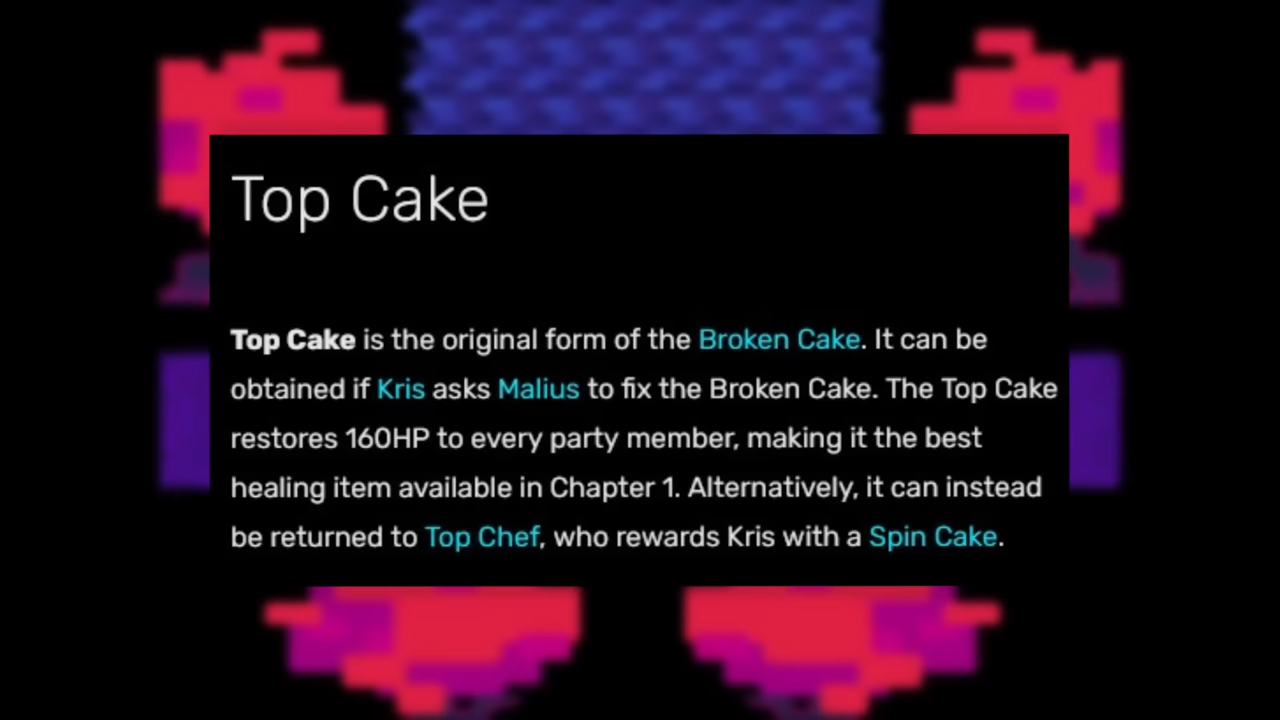 Top Cake
Top Cake is the original form of the Broken Cake. It can be
obtained if Kris asks Malius to fix the Broken Cake. The Top Cake
restores 160HP to every party member, making it the best
healing item available in Chapter 1. Alternatively, it can instead
be returned to Top Chef, who rewards Kris with a Spin Cake.